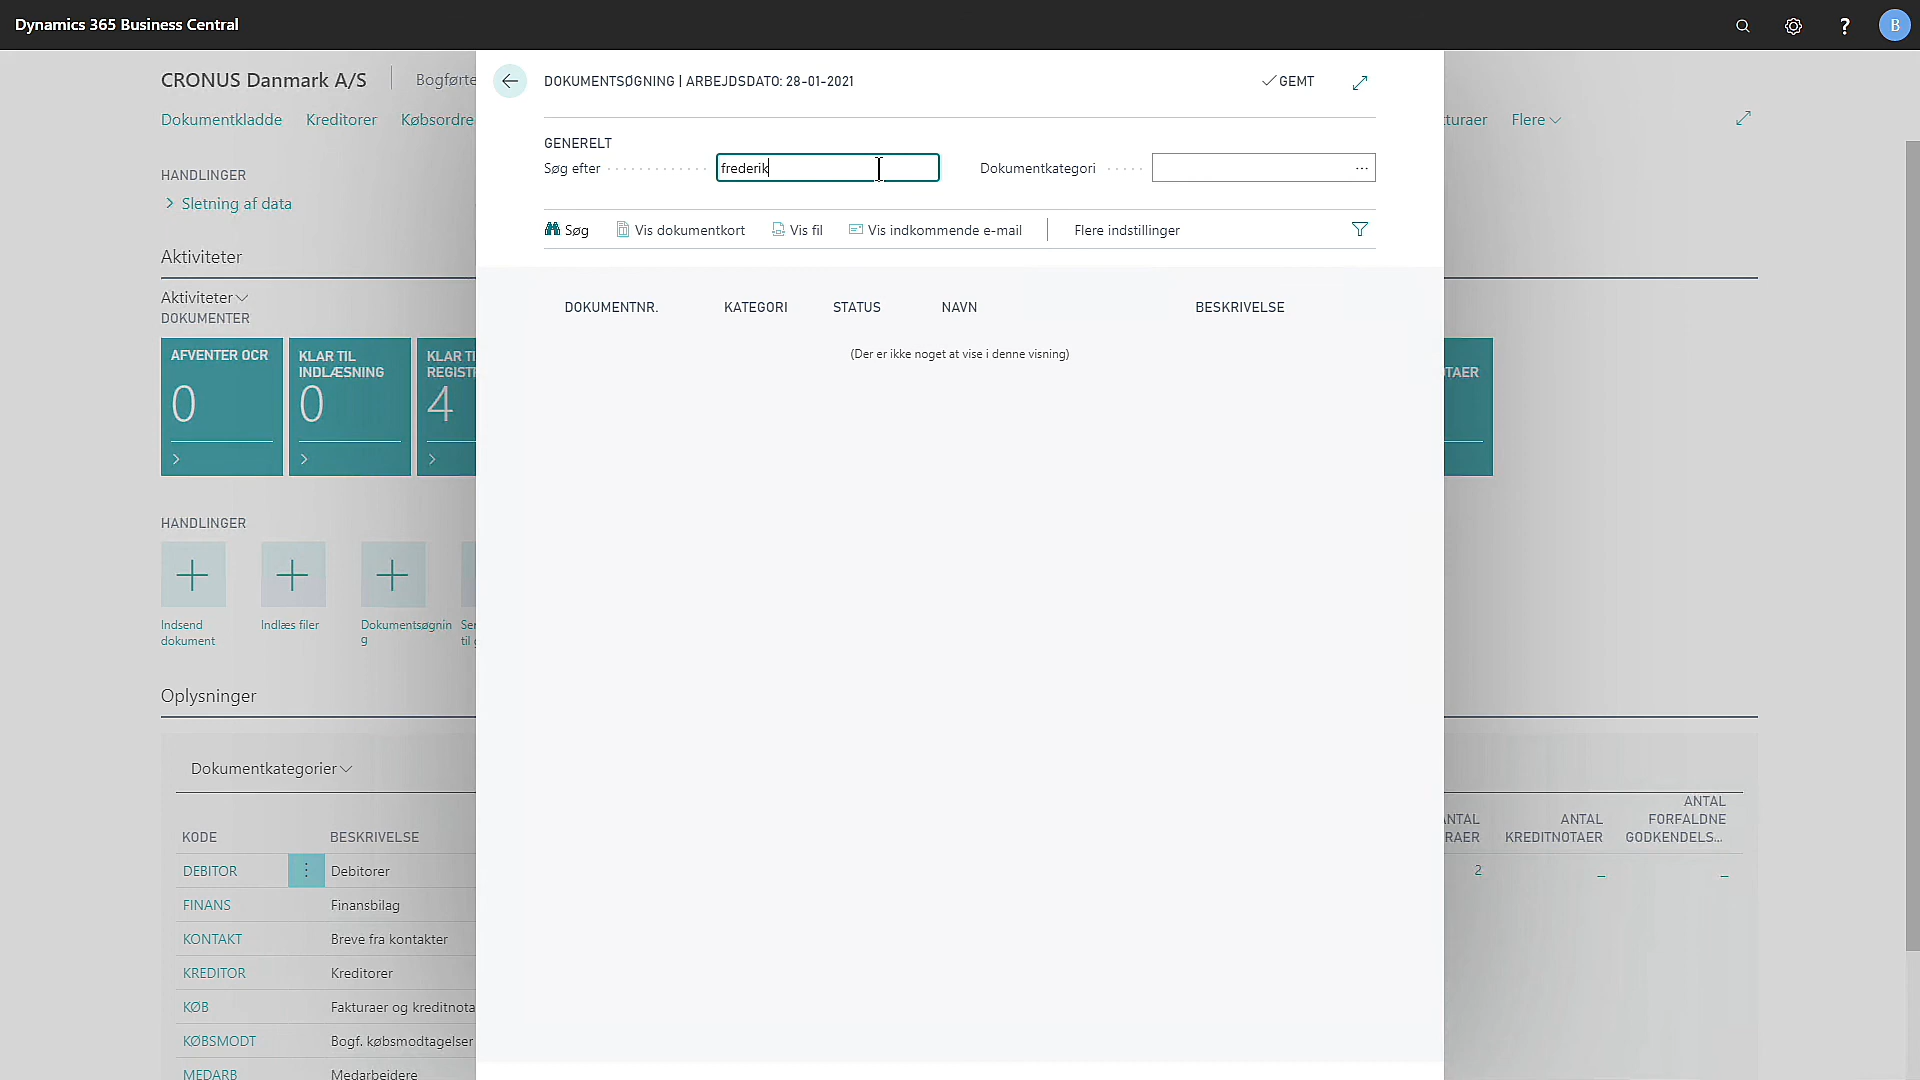 Dynamics 365 Business Central
?
B
CRONUS Danmark A/S
Bogførte
Dokumentkladde
Kreditorer
Købsordre
turaer
Flere
HANDLINGER
Sletning af data
Aktiviteter
Aktiviteter
DOKUMENTER
AFVENTER OCR
0
KLAR TIL
INDLÆSNING
0
KLAR TI
REGISTI
4
TAER
HANDLINGER
Indsend
dokument
Indlæs filer
Dokumentsøgnin
g
Ser
til g
Oplysninger
Dokumentkategorier
KODE
BESKRIVELSE
DEBITOR
Debitorer
FINANS
Finansbilag
KONTAKT
Breve fra kontakter
KREDITOR
Kreditorer
KØB
Fakturaer og kreditnota
KØBSMODT
Bogf. købsmodtagelser
MEDARB
Medarbejdere
DOKUMENTSØGNING | ARBEJDSDATO: 28-01-2021
GEMT
GENERELT
Søg efter
frederik
Dokumentkategori
...
Søg
Vis dokumentkort
Vis fil
Vis indkommende e-mail
Flere indstillinger
DOKUMENTNR.
KATEGORI
STATUS
NAVN
BESKRIVELSE
(Der er ikke noget at vise i denne visning)
ANTAL
RAER
ANTAL
KREDITNOTAER
ANTAL
FORFALDNE
GODKENDELS...
2
_
_